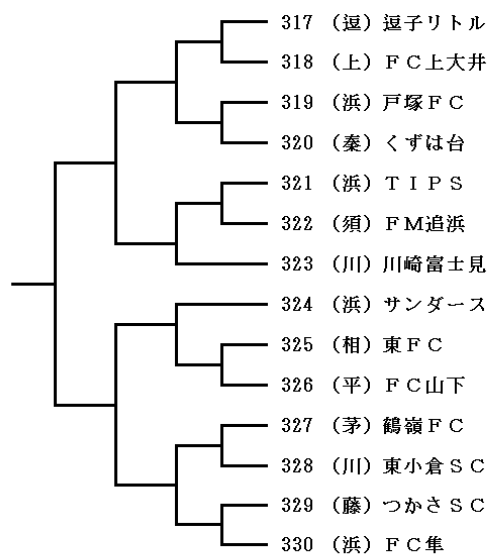 317 （逗）逗子リトル
318 （上）ＦＣ上大井
319 （浜）戸塚ＦＣ
320 （秦）くずは台
321 （浜）ＴＩＰＳ
322 （須）ＦＭ追浜
323 （川）川崎富士見
324 （浜）サンダース
325 （相）東ＦＣ
326 （平）ＦＣ山下
327 （茅）鶴嶺ＦＣ
328 （川）東小倉ＳＣ
329 （藤）つかさＳＣ
330 （浜）ＦＣ隼